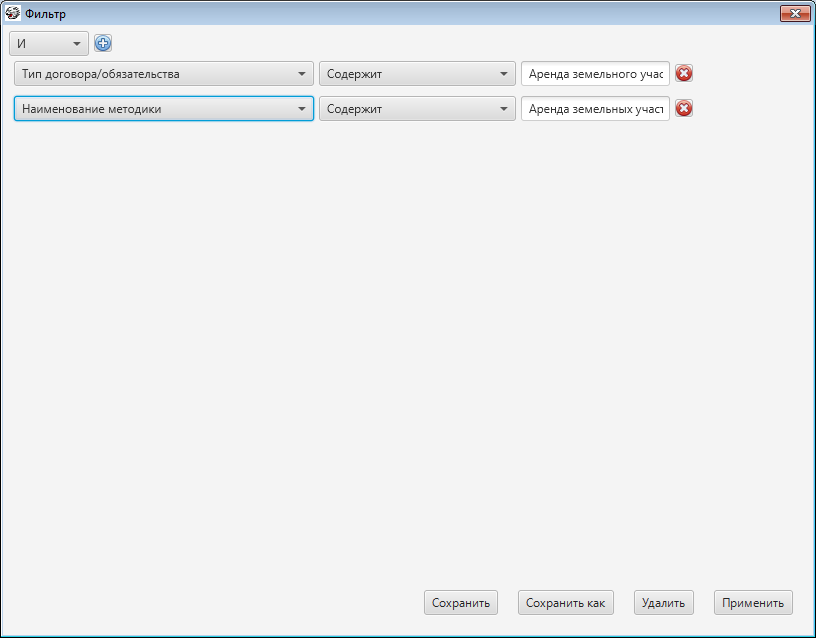 Фильтр
И
Тип договора/обязательства Содержит Аренда земельного учас
Наименование методики Содержит Аренда земельных участ
Сохранить Сохранить как Удалить Применить